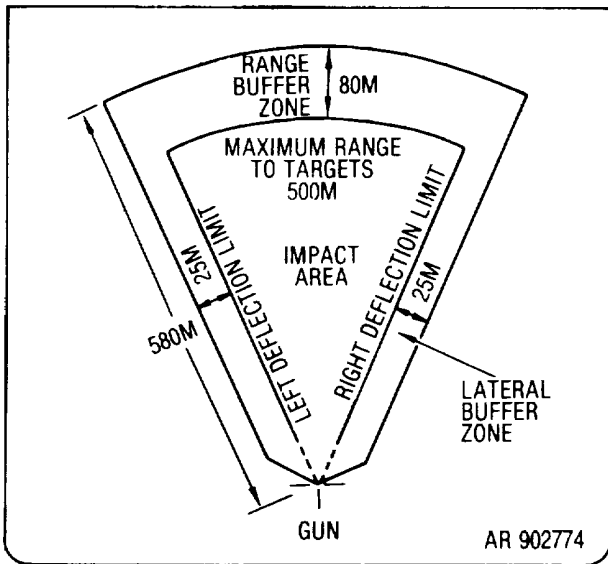 RANGE
BUFFER
ZONE
80M
MAXIMUM RANGE
TO TARGETS
500M
IMPACT
AREA
LEFT DEFLECTION LIMIT
RIGHT DEFLECTION LIMIT
25M
25M
580M
LATERAL
BUFFER
ZONE
GUN
AR 902774